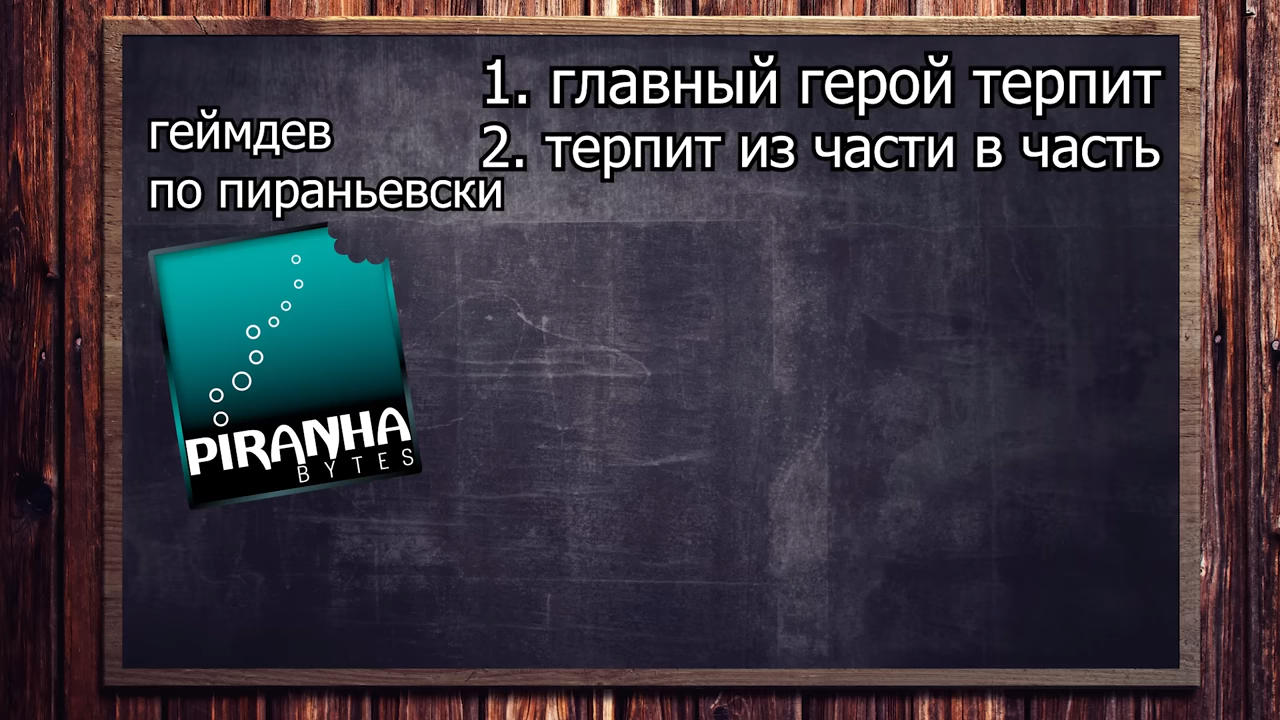 1. главный герой терпит
2. терпит из части в часть
геймдев
по пираньевски
PIRANHA
BYTES